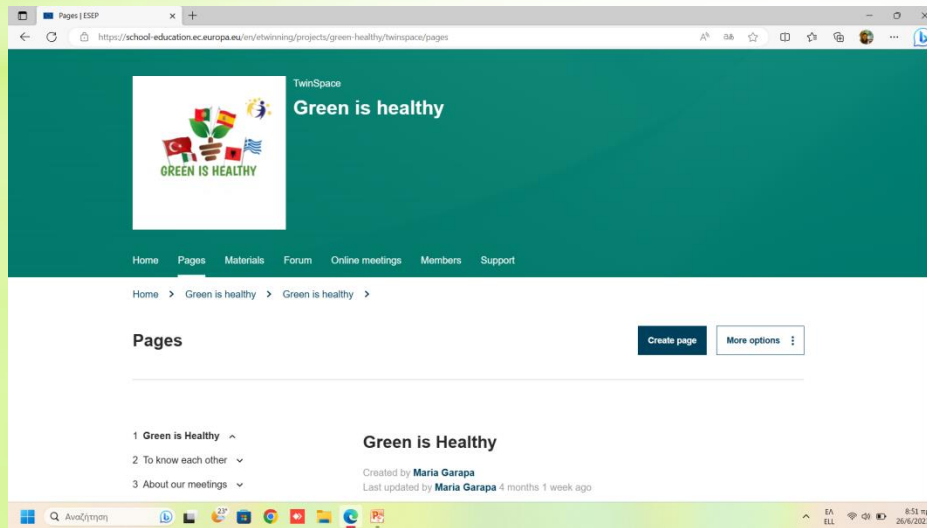 Pages | ESEP
https://school-education.ec.europa.eu/en/etwinning/projects/green-healthy/twinspace/pages
GREEN IS HEALTHY
TwinSpace
Green is healthy
Home Pages Materials Forum Online meetings Members Support
Home > Green is healthy > Green is healthy >
Pages
Create page More options
1 Green is Healthy
2 To know each other
3 About our meetings
Green is Healthy
Created by Maria Garapa
Last updated by Maria Garapa 4 months 1 week ago
Αναζήτηση
23°
ΕΛ
ELL
8:51 πμ